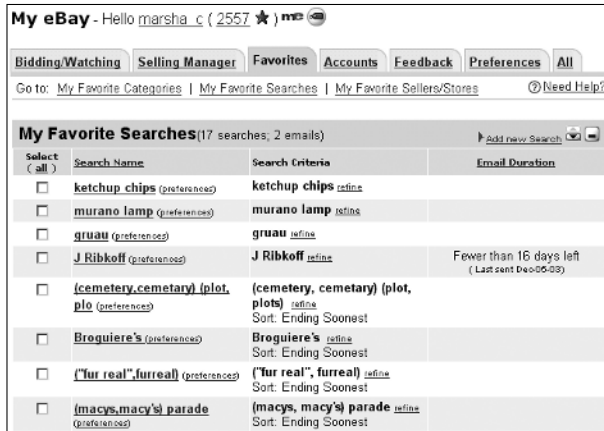 My eBay - Hello marsha_c ( 2557 ★ ) me
Bidding/Watching Selling Manager Favorites Accounts Feedback Preferences All
Go to: My Favorite Categories | My Favorite Searches | My Favorite Sellers/Stores ? Need Help?
My Favorite Searches (17 searches; 2 emails) Add new Search
Select
( all ) Search Name Search Criteria Email Duration
ketchup chips (preferences) ketchup chips refine
murano lamp (preferences) murano lamp refine
gruau (preferences) gruau refine
J Ribkoff (preferences) J Ribkoff refine Fewer than 16 days left
( Last sent Dec-06-03)
(cemetery,cemetary) (plot, (cemetery, cemetary) (plot,
plo (preferences) plots) refine
Sort: Ending Soonest
Broguiere's (preferences) Broguiere's refine
Sort: Ending Soonest
("fur real",furreal) (preferences) ("fur real", furreal) refine
Sort: Ending Soonest
(macys,macy's) parade (macys, macy's) parade refine
(preferences) Sort: Ending Soonest